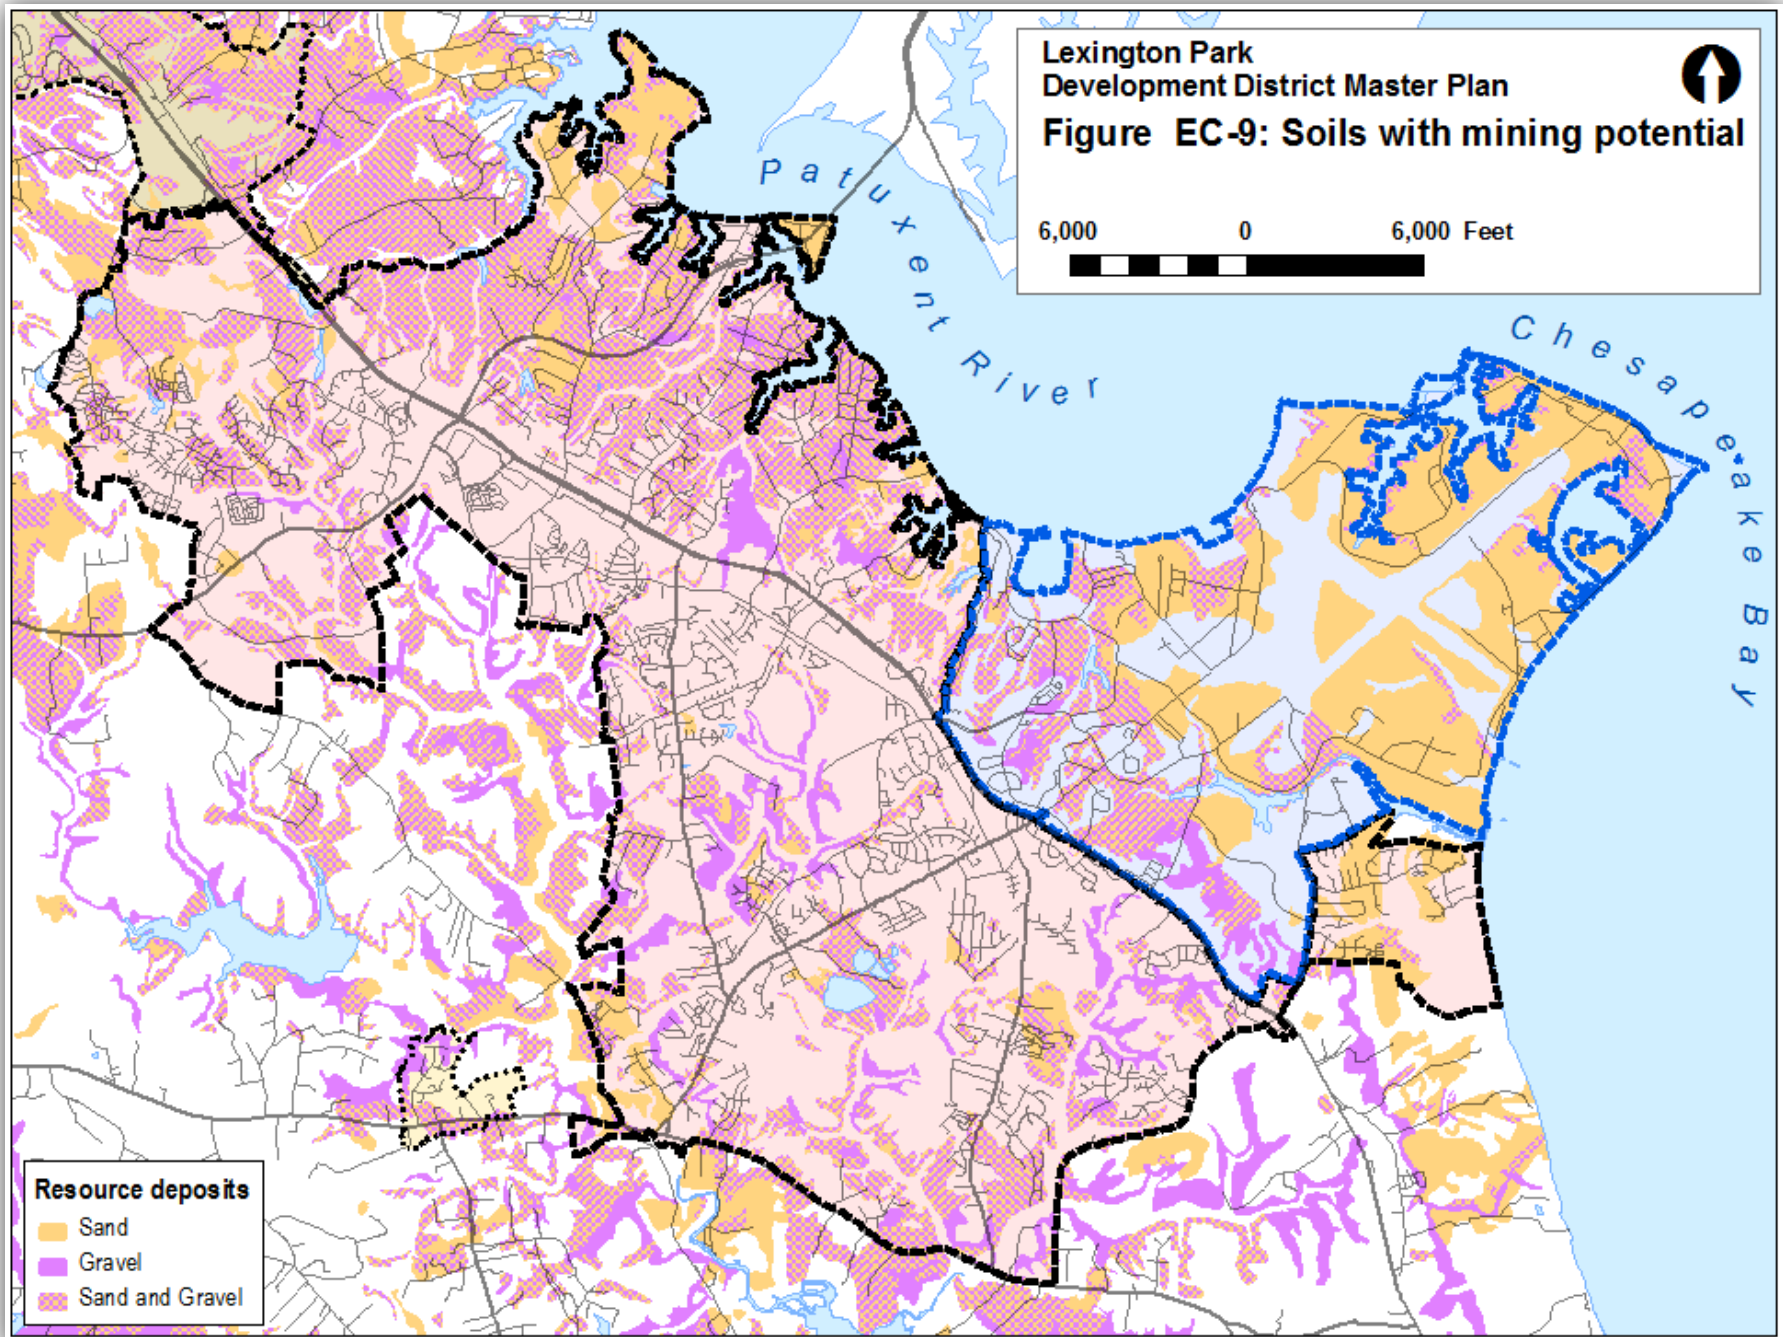 Lexington Park
Development District Master Plan
Figure EC-9: Soils with mining potential
6,000 0 6,000 Feet
Patuxent River
Chesapeake Bay
Resource deposits
Sand
Gravel
Sand and Gravel